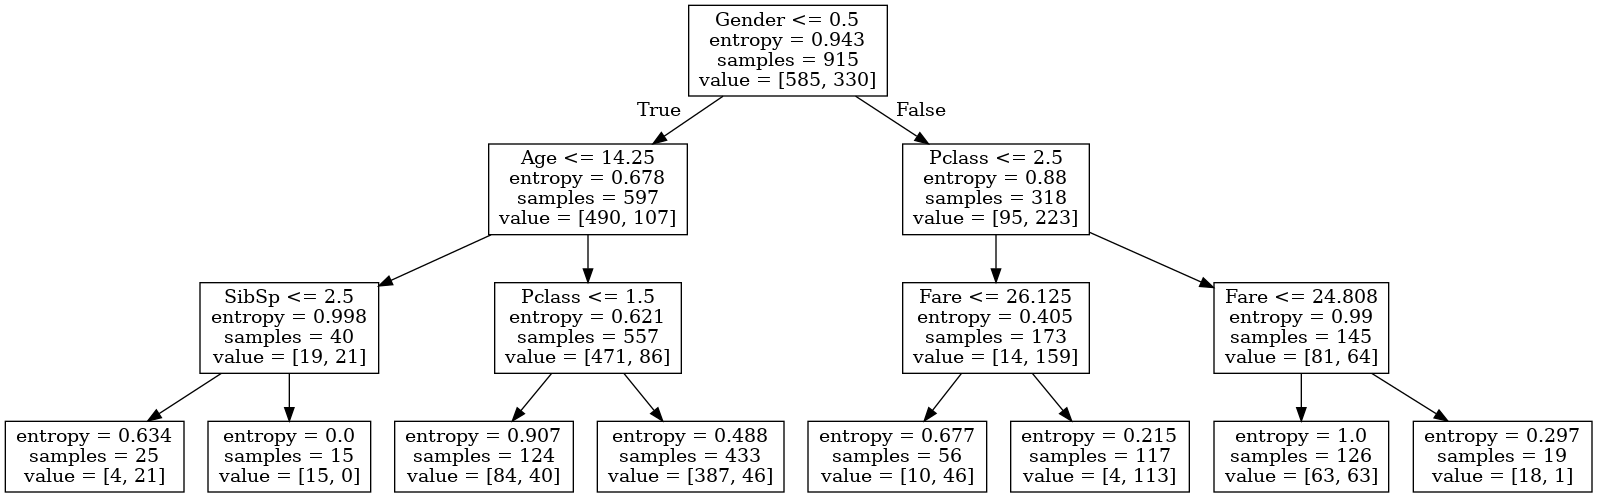 Gender <= 0.5
entropy = 0.943
samples = 915
value = [585, 330]
True
False
Age <= 14.25
entropy = 0.678
samples = 597
value = [490, 107]
Pclass <= 2.5
entropy = 0.88
samples = 318
value = [95, 223]
SibSp <= 2.5
entropy = 0.998
samples = 40
value = [19, 21]
Pclass <= 1.5
entropy = 0.621
samples = 557
value = [471, 86]
Fare <= 26.125
entropy = 0.405
samples = 173
value = [14, 159]
Fare <= 24.808
entropy = 0.99
samples = 145
value = [81, 64]
entropy = 0.634
samples = 25
value = [4, 21]
entropy = 0.0
samples = 15
value = [15, 0]
entropy = 0.907
samples = 124
value = [84, 40]
entropy = 0.488
samples = 433
value = [387, 46]
entropy = 0.677
samples = 56
value = [10, 46]
entropy = 0.215
samples = 117
value = [4, 113]
entropy = 1.0
samples = 126
value = [63, 63]
entropy = 0.297
samples = 19
value = [18, 1]